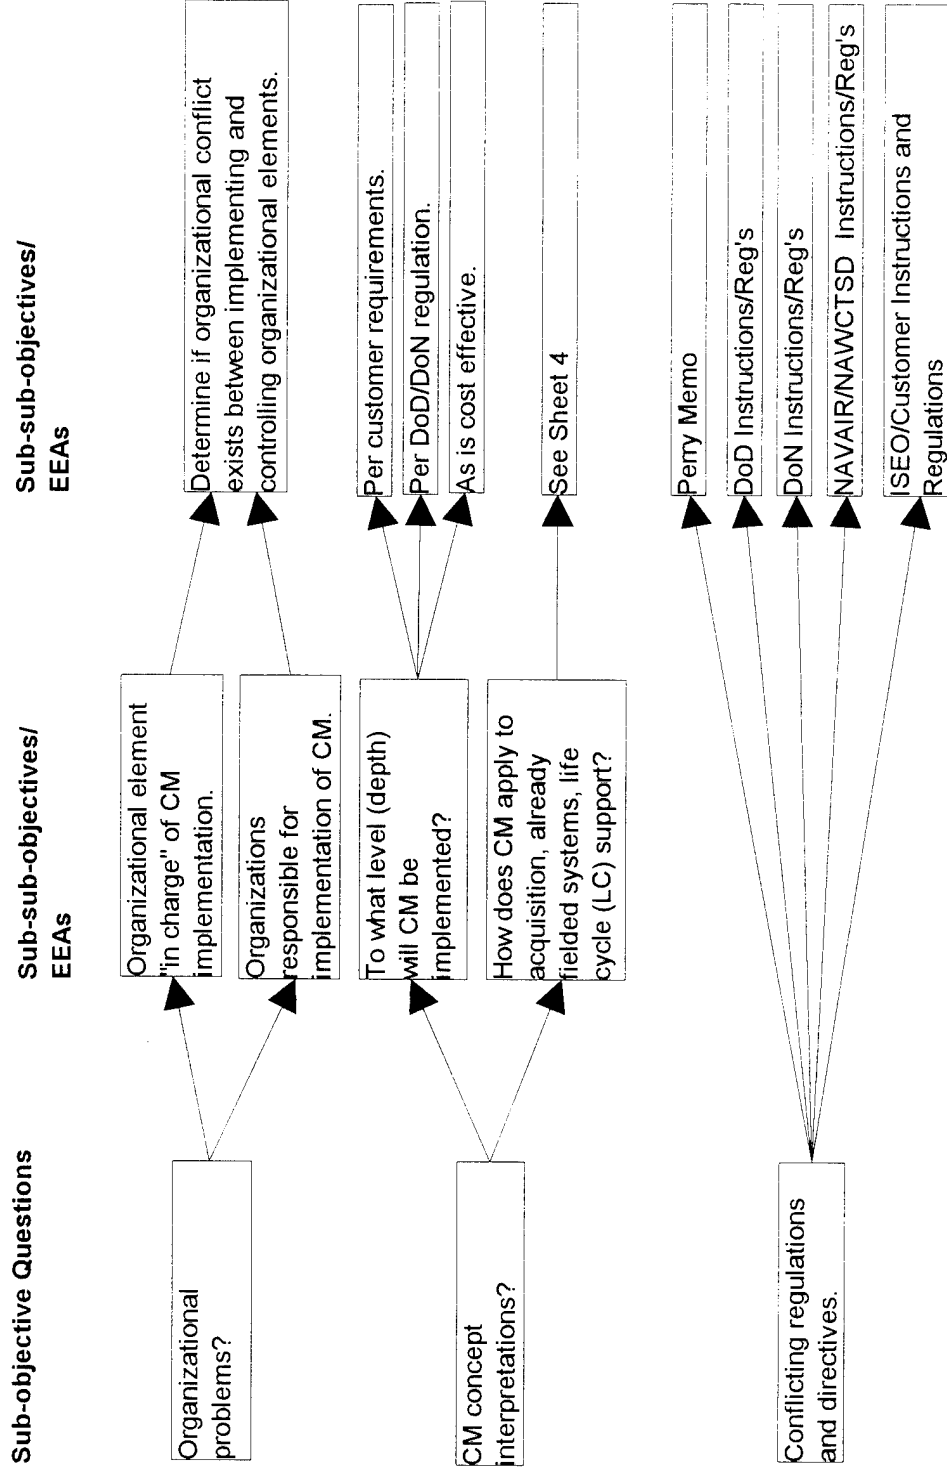 Sub-objective Questions
Sub-sub-objectives/
EEAs
Sub-sub-objectives/
EEAs
Organizational
problems?
Organizational element
"in charge" of CM
implementation.
Organizations
responsible for
implementation of CM.
Determine if organizational conflict
exists between implementing and
controlling organizational elements.
CM concept
interpretations?
To what level (depth)
will CM be
implemented?
How does CM apply to
acquisition, already
fielded systems, life
cycle (LC) support?
Per customer requirements.
Per DoD/DoN regulation.
As is cost effective.
See Sheet 4
Conflicting regulations
and directives.
Perry Memo
DoD Instructions/Reg's
DoN Instructions/Reg's
NAVAIR/NAWCTSD Instructions/Reg's
ISEO/Customer Instructions and
Regulations